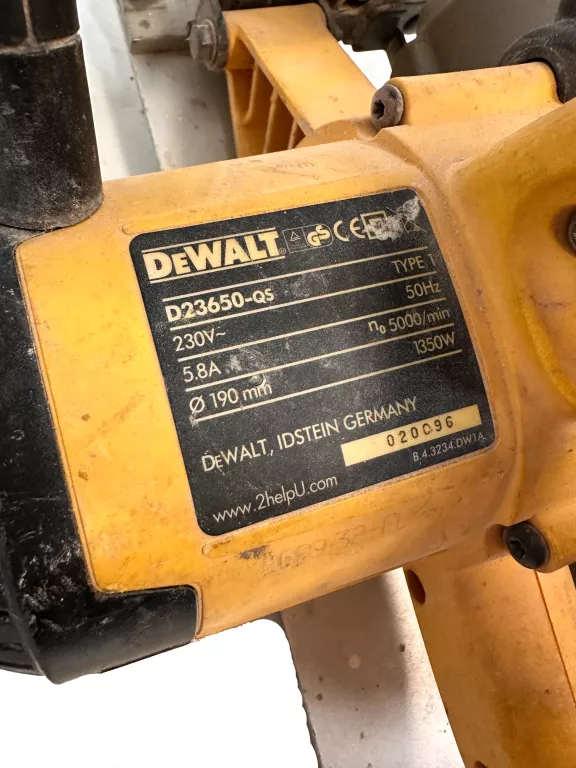 DEWALT
D23650-QS TYPE 1
230V~ 50Hz
5.8A n₀ 5000/min
Ø 190 mm 1350W
DEWALT, IDSTEIN GERMANY
020096
www.2helpU.com B.4.3234.DW1A